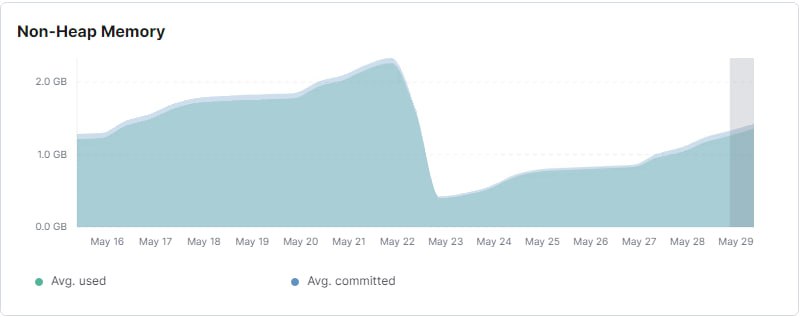 Non-Heap Memory
2.0 GB
1.0 GB
0.0 GB
May 16 May 17 May 18 May 19 May 20 May 21 May 22 May 23 May 24 May 25 May 26 May 27 May 28 May 29
Avg. used Avg. committed